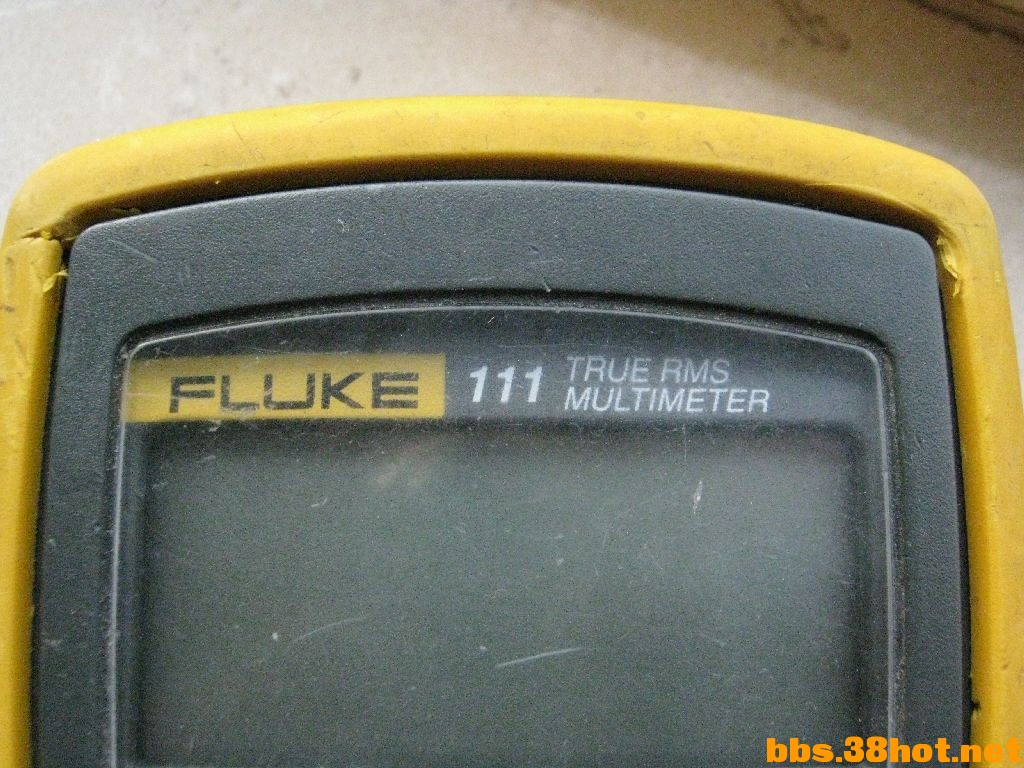 FLUKE 111 TRUE RMS
MULTIMETER
bbs.38hot.net